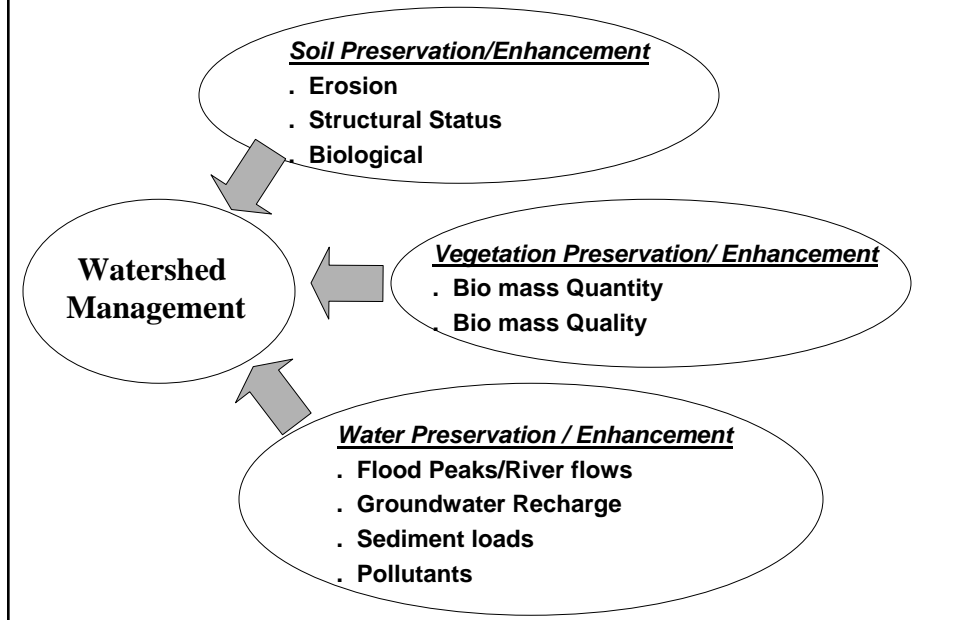 Soil Preservation/Enhancement
. Erosion
. Structural Status
. Biological
Watershed
Management
Vegetation Preservation/ Enhancement
. Bio mass Quantity
. Bio mass Quality
Water Preservation / Enhancement
. Flood Peaks/River flows
. Groundwater Recharge
. Sediment loads
. Pollutants